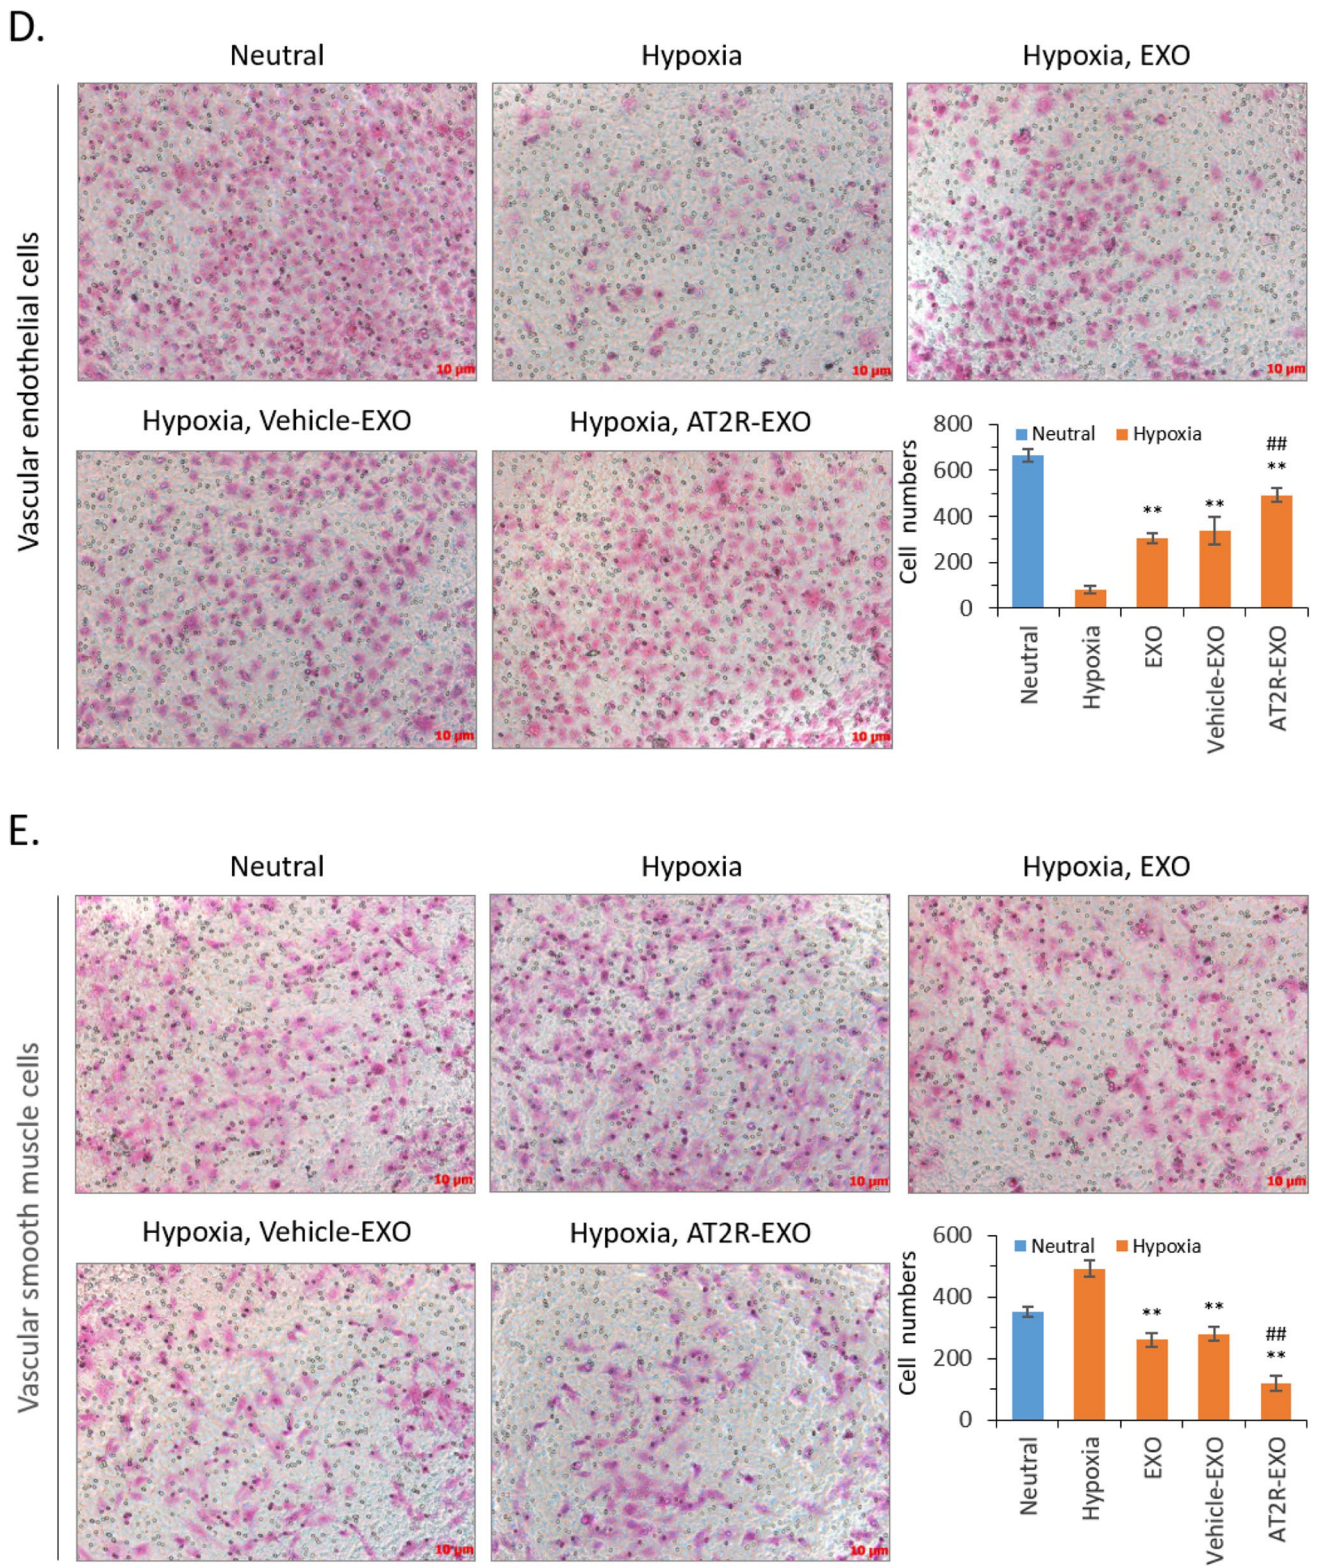 D.
Neutral
Hypoxia
Hypoxia, EXO
Vascular endothelial cells
10 µm
10 µm
10 µm
Hypoxia, Vehicle-EXO
Hypoxia, AT2R-EXO
10 µm
10 µm
Cell numbers
800
600
400
200
0
Neutral
Hypoxia
**
**
##
**
Neutral
Hypoxia
EXO
Vehicle-EXO
AT2R-EXO
E.
Neutral
Hypoxia
Hypoxia, EXO
Vascular smooth muscle cells
10 µm
10 µm
10 µm
Hypoxia, Vehicle-EXO
Hypoxia, AT2R-EXO
10 µm
10 µm
Cell numbers
600
400
200
0
Neutral
Hypoxia
**
**
##
**
Neutral
Hypoxia
EXO
Vehicle-EXO
AT2R-EXO